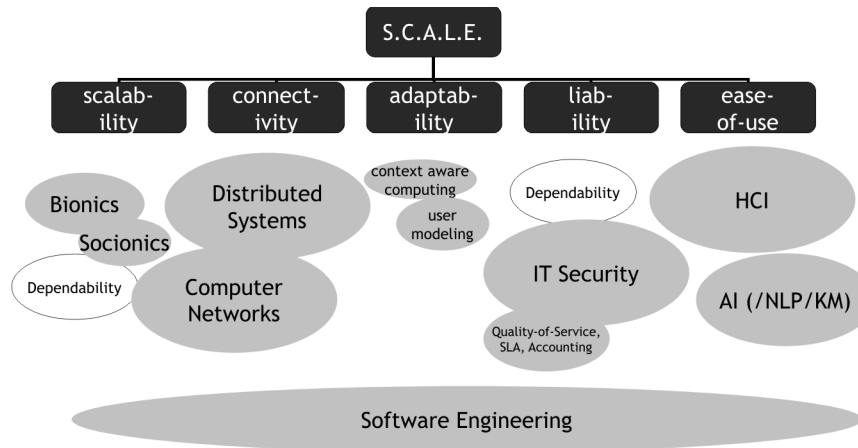 S.C.A.L.E.
scalab-
ility
connect-
ivity
adaptab-
ility
liab-
ility
ease-
of-use
Bionics
Socionics
Dependability
Distributed
Systems
Computer
Networks
context aware
computing
user
modeling
Dependability
IT Security
Quality-of-Service,
SLA, Accounting
HCI
AI (/NLP/KM)
Software Engineering